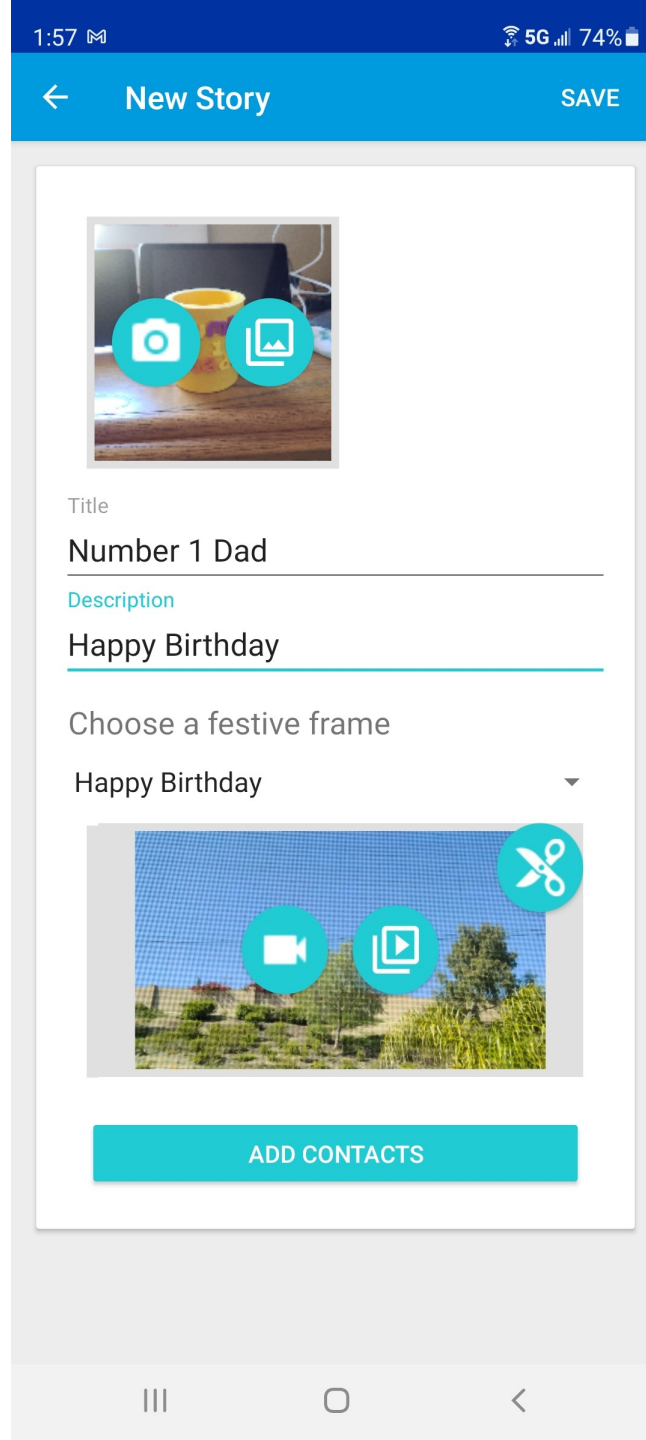 1:57 5G 74%
New Story SAVE
Title
Number 1 Dad
Description
Happy Birthday
Choose a festive frame
Happy Birthday
ADD CONTACTS